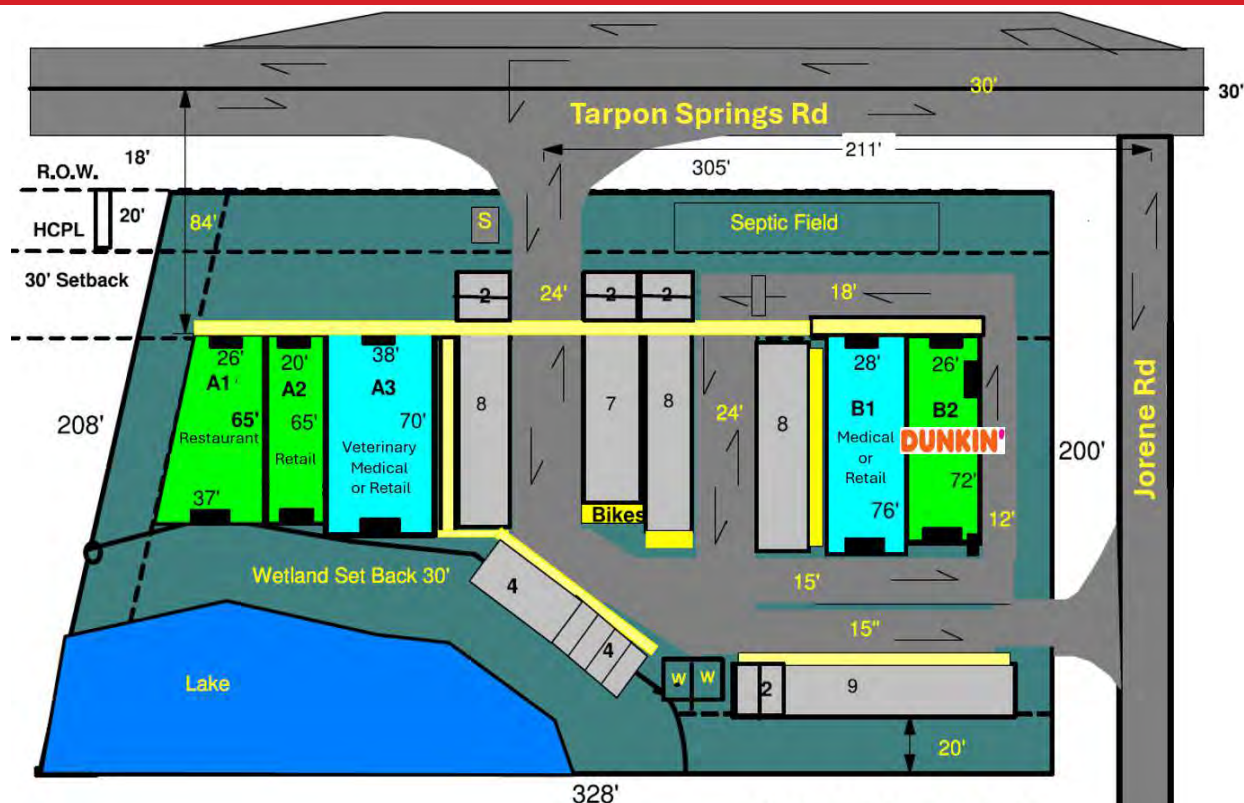 30'
30'
Tarpon Springs Rd
18'
211'
305'
R.O.W.
20'
HCPL
84'
S
Septic Field
30' Setback
2
24'
2
2
18'
26'
A1
65'
Restaurant
37'
20'
A2
65'
Retail
38'
A3
70'
Veterinary
Medical
or Retail
8
7
8
24'
8
28'
B1
Medical
or
Retail
76'
26'
B2
DUNKIN'
72'
12'
208'
200'
Jorene Rd
Bikes
Wetland Set Back 30'
4
4
15'
15"
W
W
2
9
Lake
20'
328'